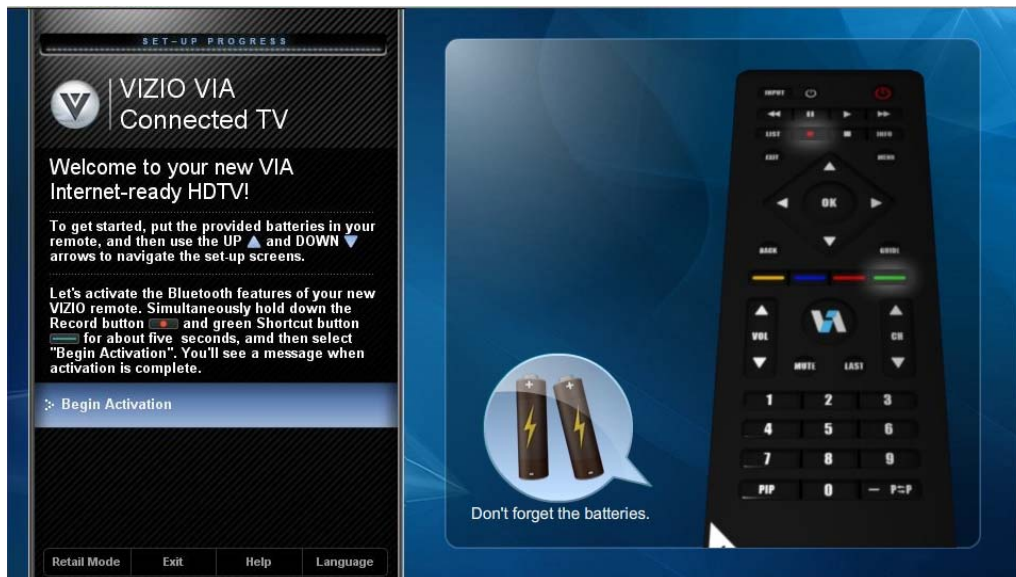 SET-UP PROGRESS
VIZIO VIA
Connected TV
Welcome to your new VIA
Internet-ready HDTV!
To get started, put the provided batteries in your
remote, and then use the UP and DOWN
arrows to navigate the set-up screens.
Let's activate the Bluetooth features of your new
VIZIO remote. Simultaneously hold down the
Record button and green Shortcut button
for about five seconds, amd then select
"Begin Activation". You'll see a message when
activation is complete.
Begin Activation
Retail Mode Exit Help Language
Don't forget the batteries.
INPUT
LIST INFO
EXIT MENU
OK
BACK GUIDE
VOL CH
MUTE LAST
1 2 3
4 5 6
7 8 9
PIP 0 — P⇆P